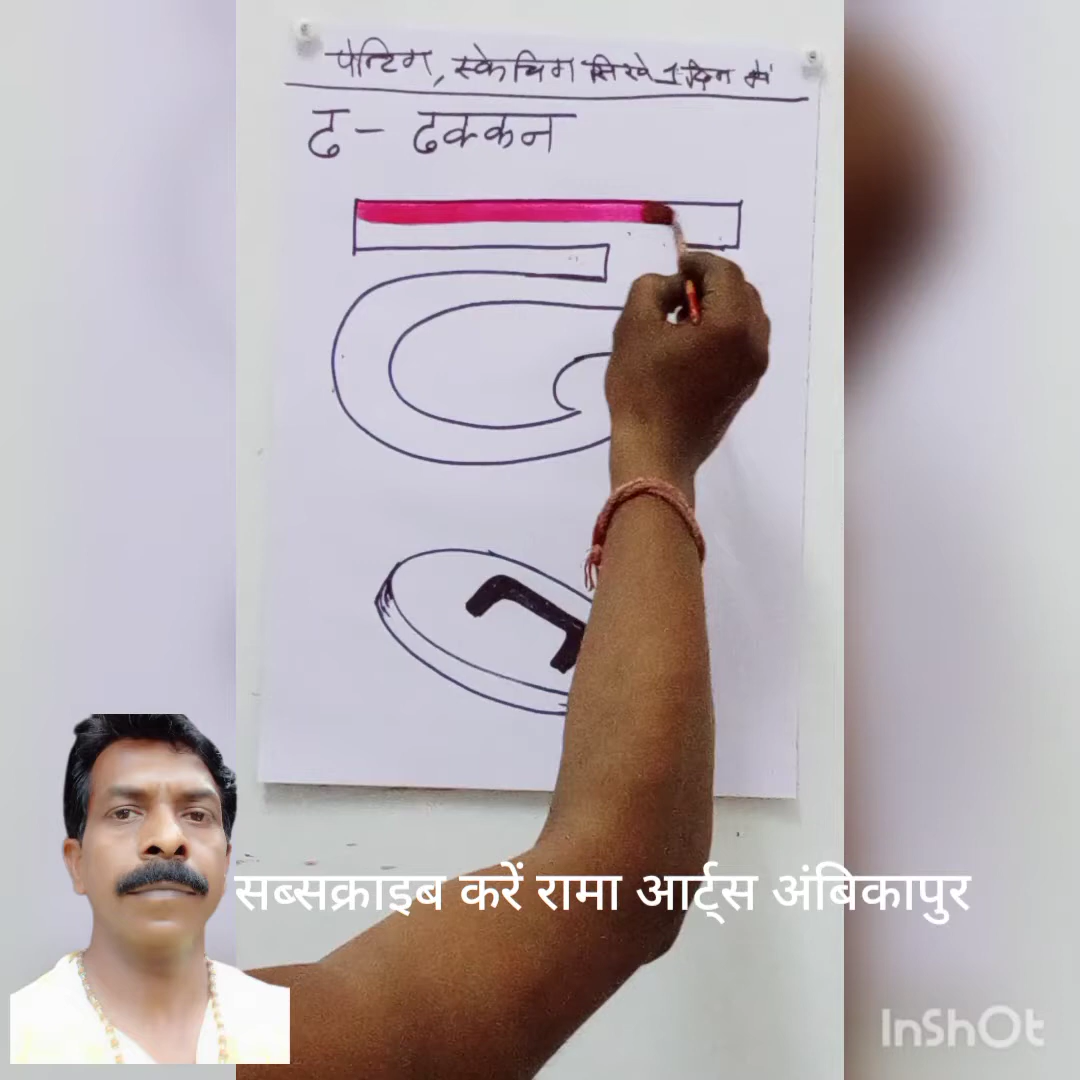 पेन्टिग, स्केचिग सिखे 1 दिन में
ढ - ढक्कन
ढ
सब्सक्राइब करें रामा आर्ट्स अंबिकापुर
InShOt